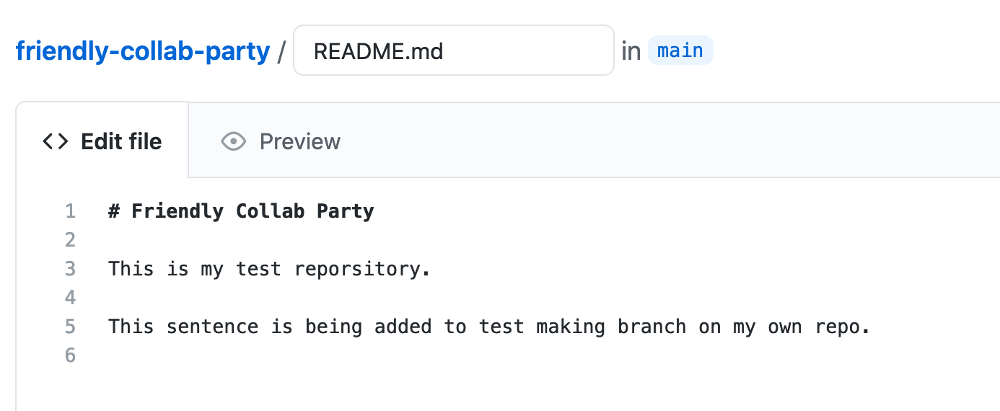 friendly-collab-party / README.md in main
<> Edit file Preview
1 # Friendly Collab Party
2
3 This is my test reporsitory.
4
5 This sentence is being added to test making branch on my own repo.
6